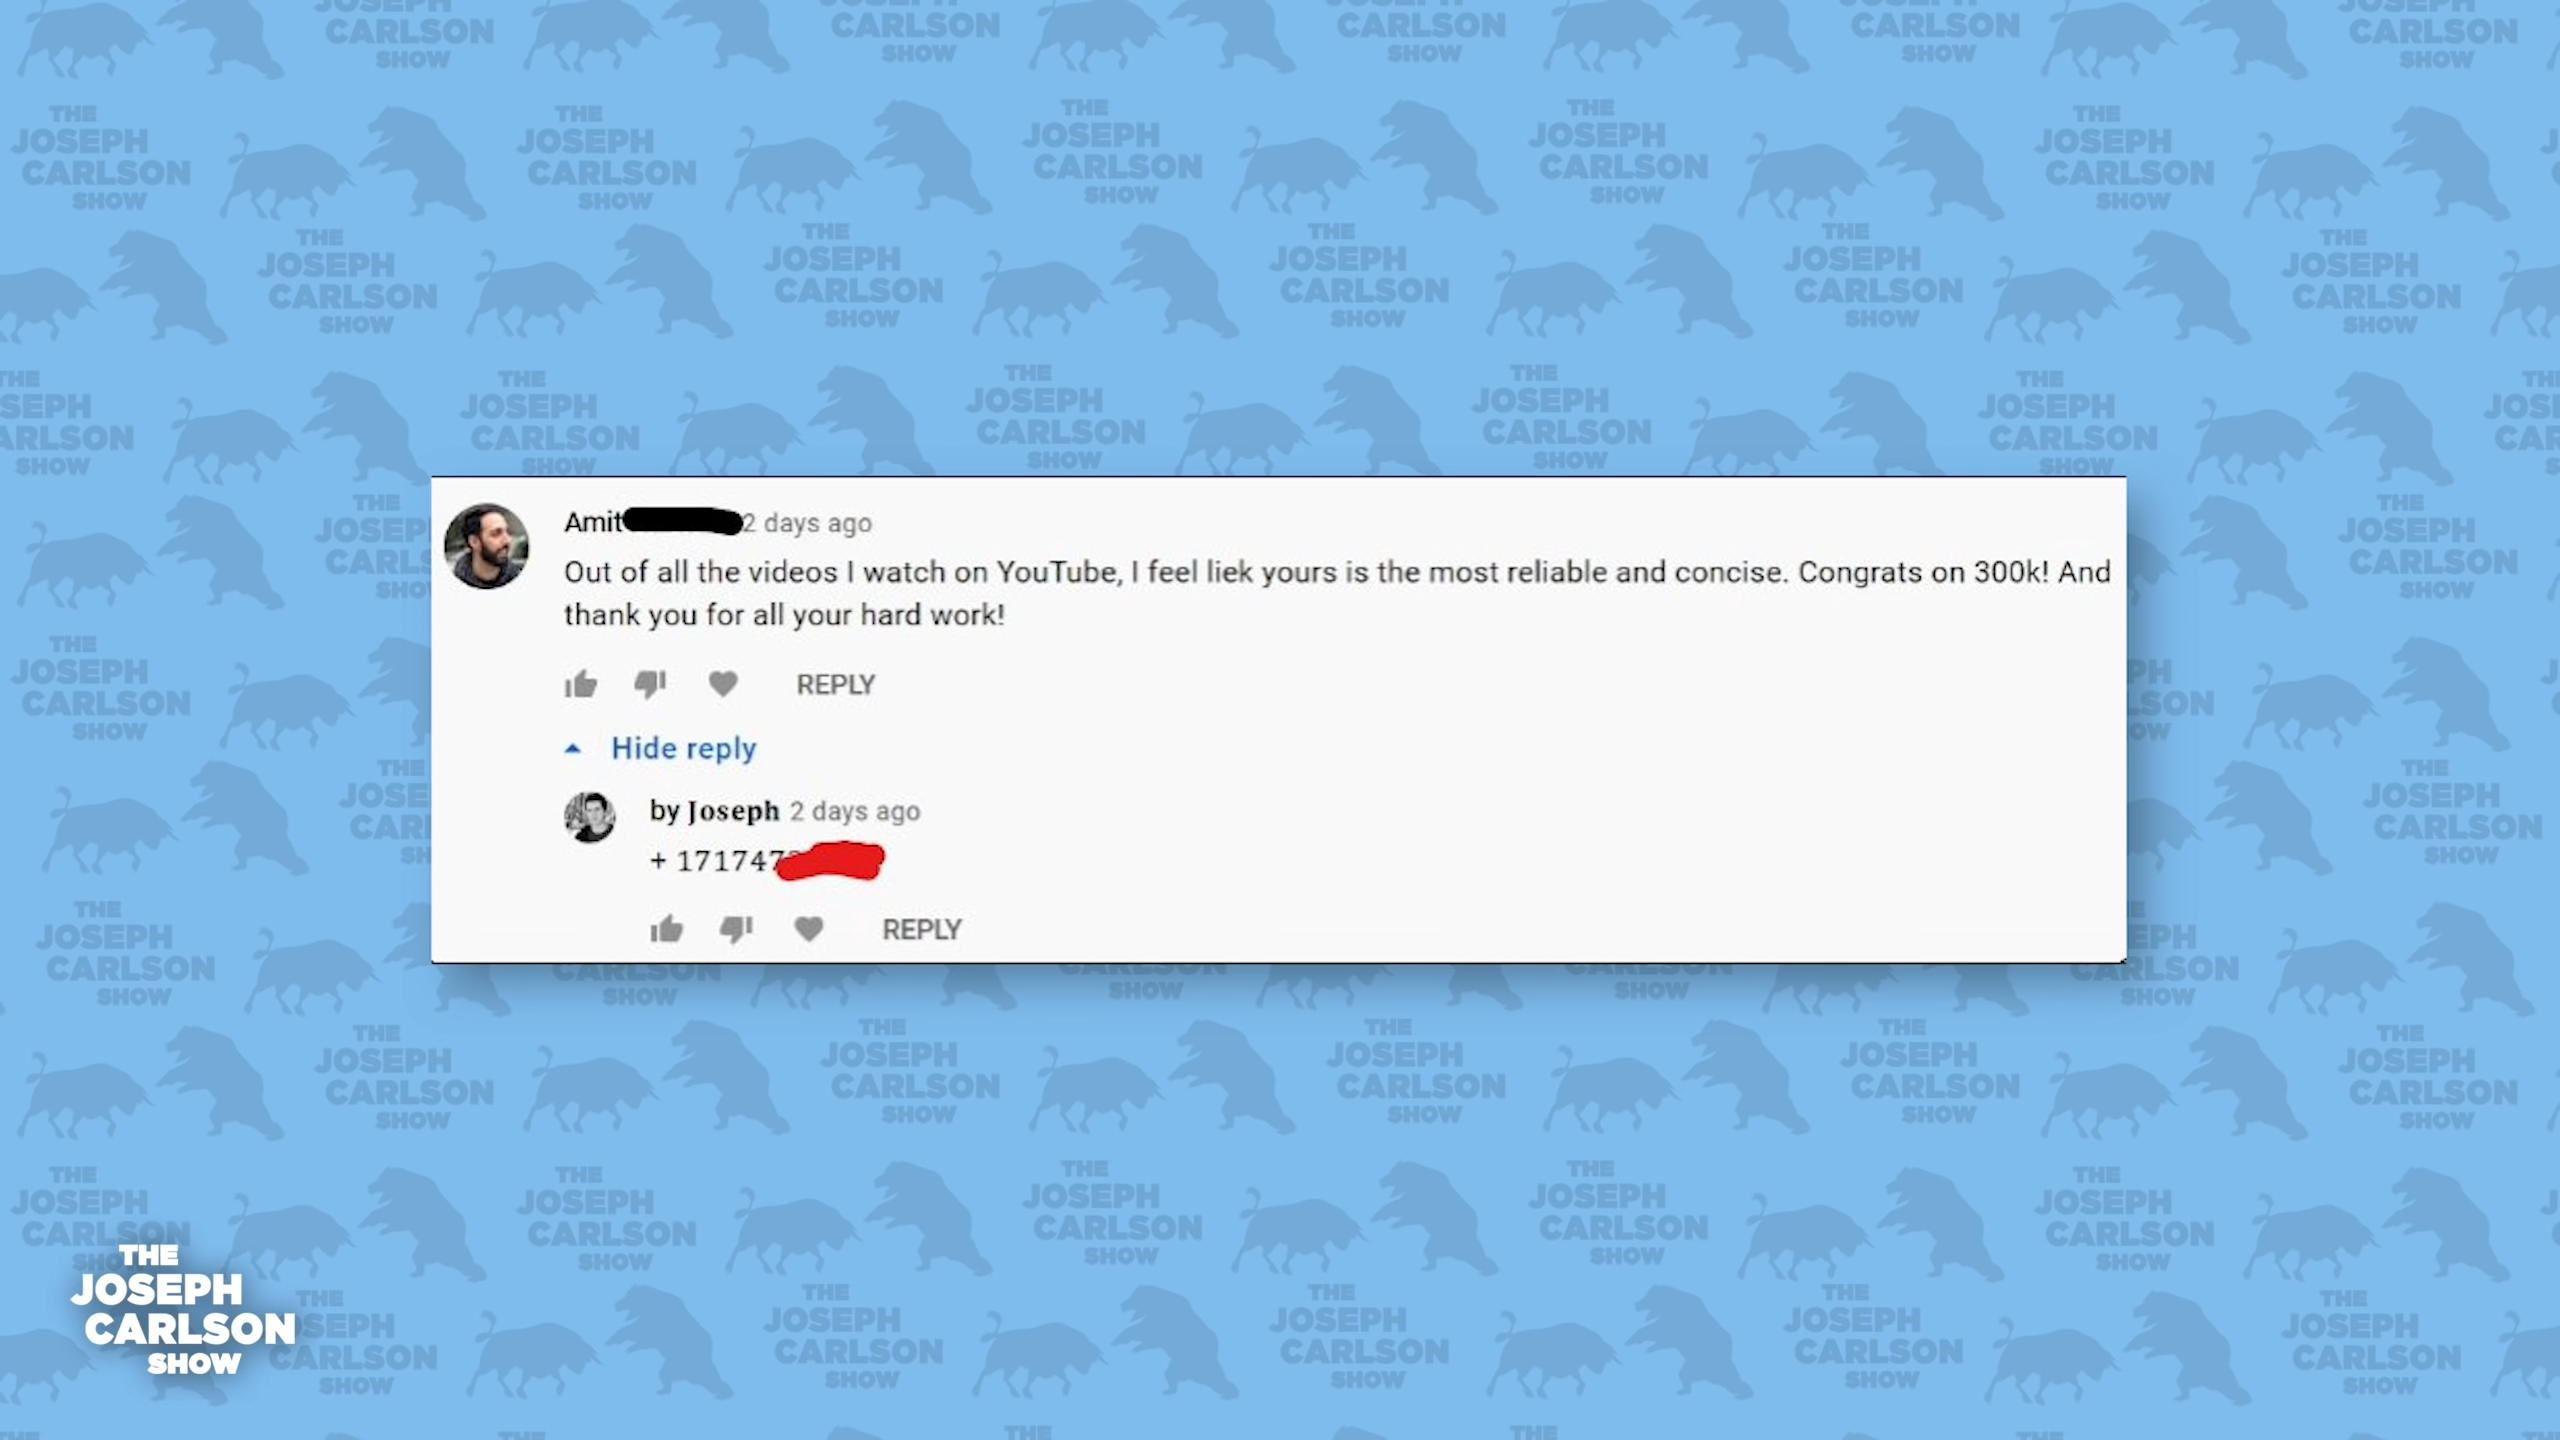 Amit 2 days ago
Out of all the videos I watch on YouTube, I feel liek yours is the most reliable and concise. Congrats on 300k! And
thank you for all your hard work!
REPLY
Hide reply
by Joseph 2 days ago
+ 171747
REPLY
THE
JOSEPH
CARLSON
SHOW